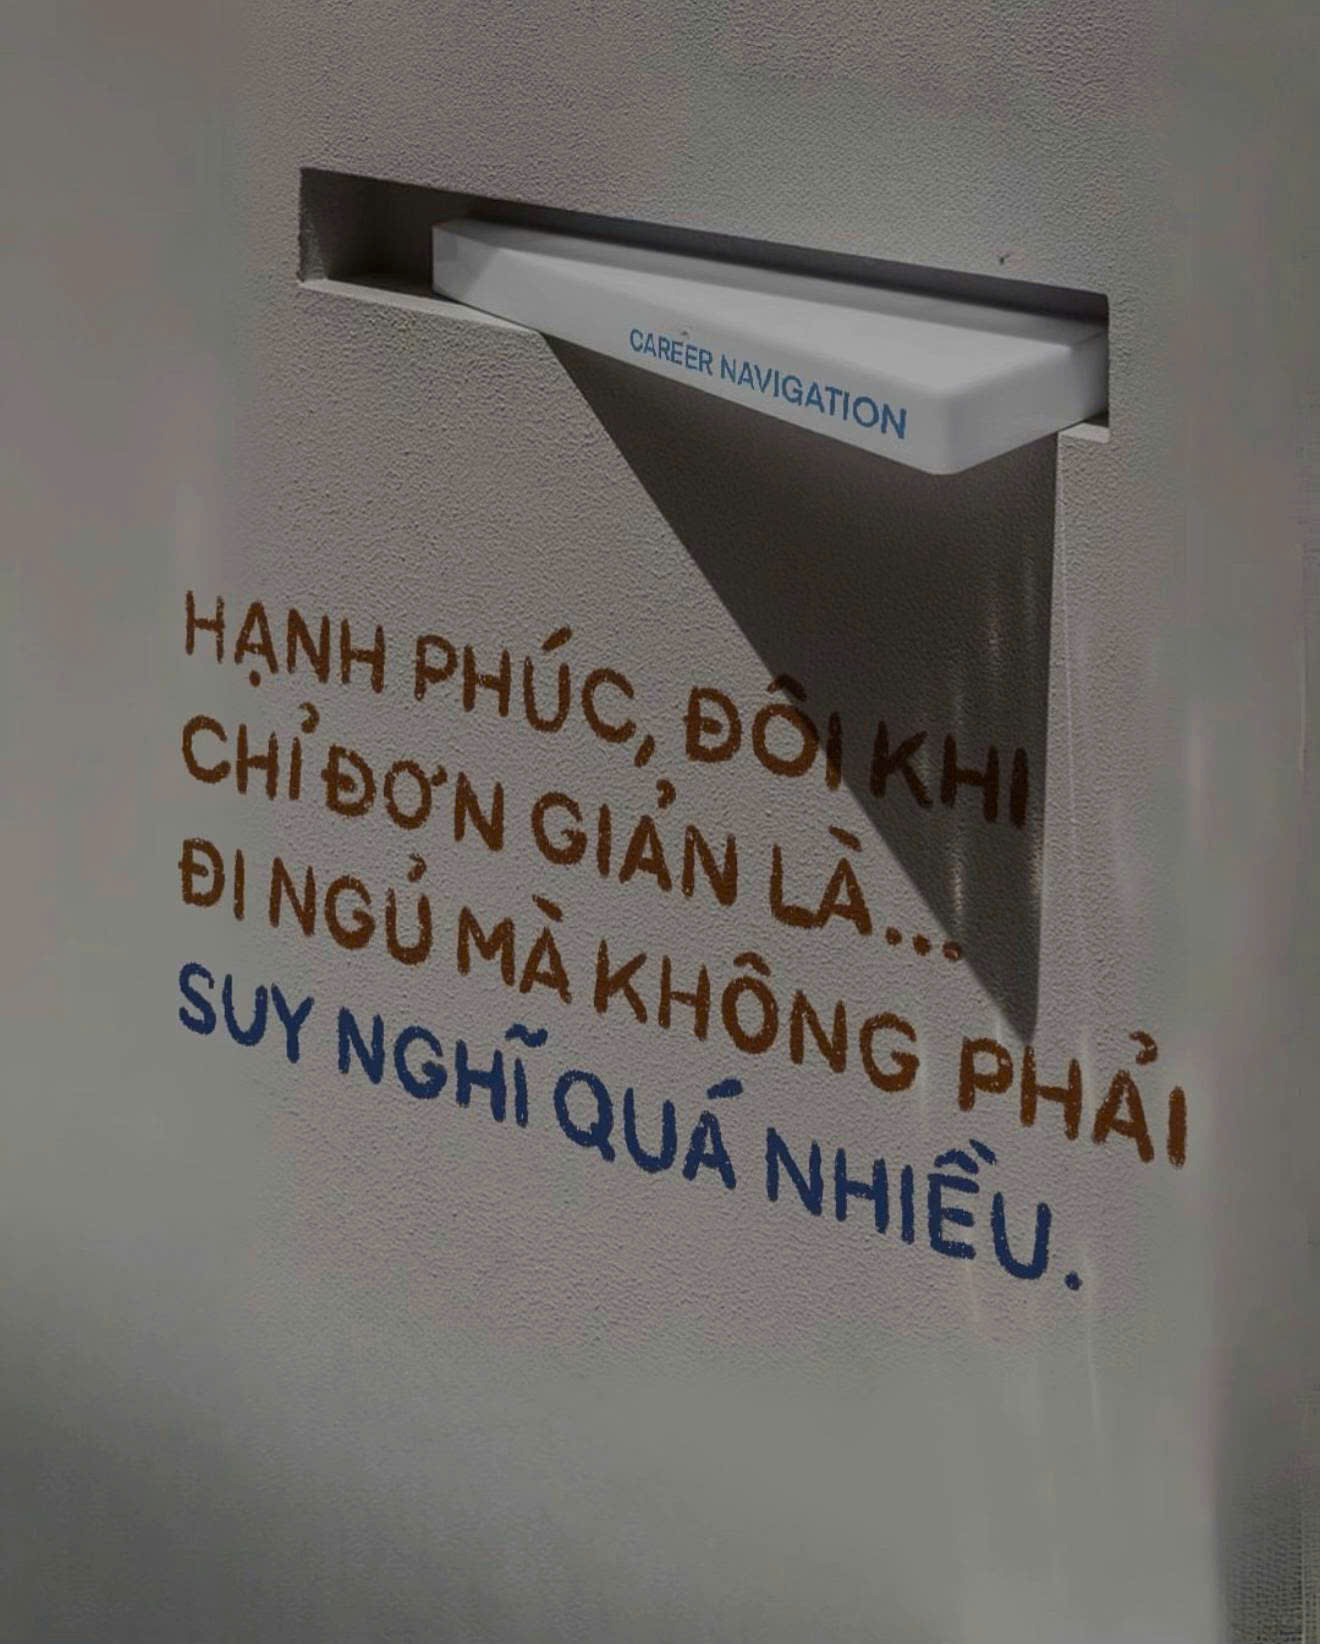 CAREER NAVIGATION
HẠNH PHÚC, ĐÔI KHI
CHỈ ĐƠN GIẢN LÀ...
ĐI NGỦ MÀ KHÔNG PHẢI
SUY NGHĨ QUÁ NHIỀU.